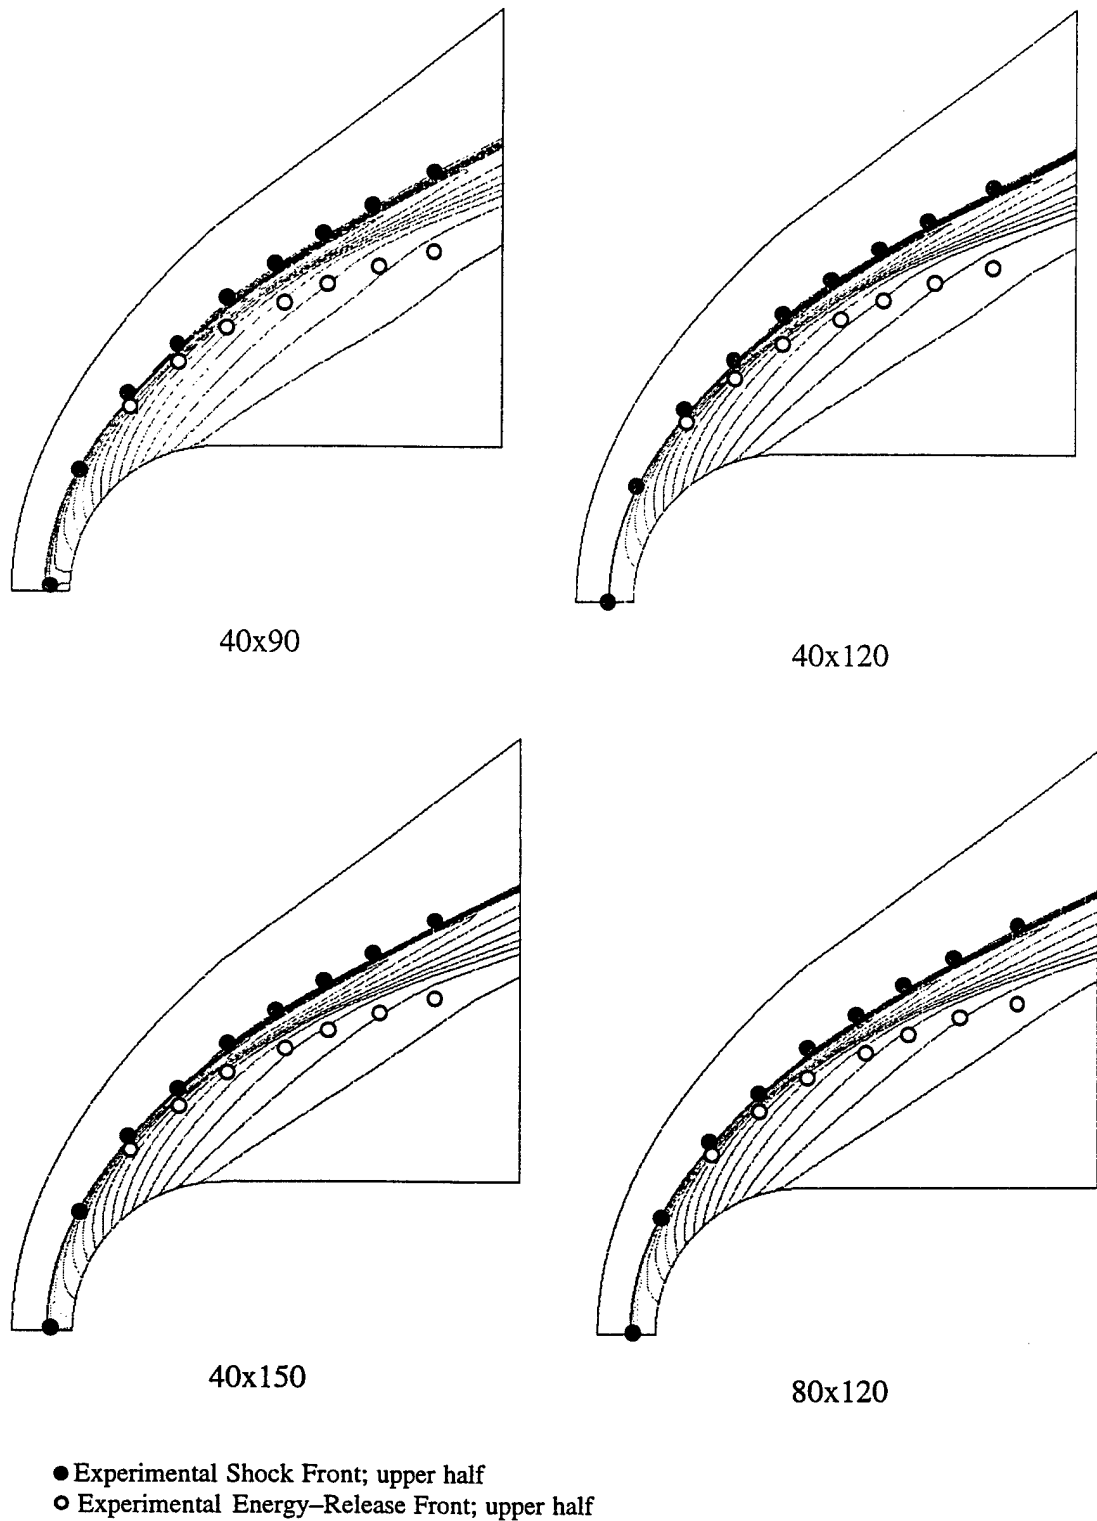 40x90
40x120
40x150
80x120
● Experimental Shock Front; upper half
○ Experimental Energy–Release Front; upper half